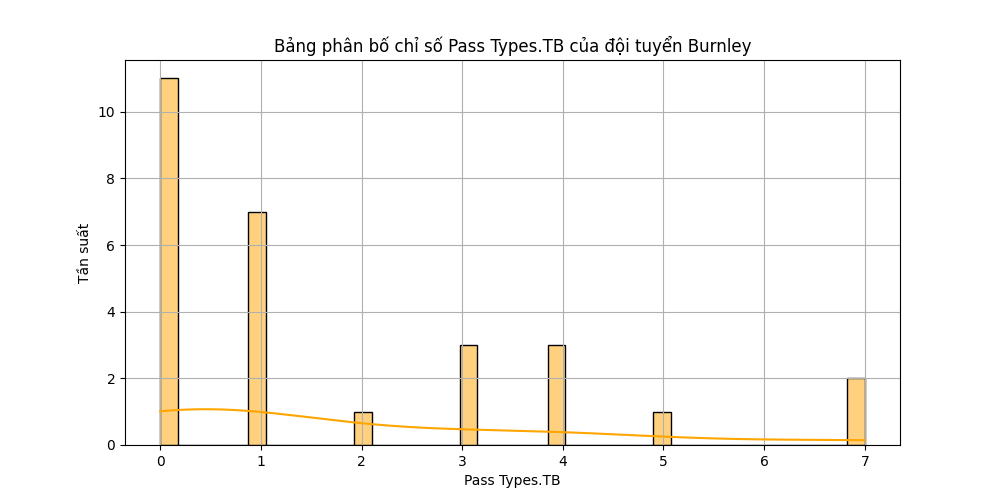 Bảng phân bố chỉ số Pass Types.TB của đội tuyển Burnley
Tần suất
10
8
6
4
2
0
0 1 2 3 4 5 6 7
Pass Types.TB